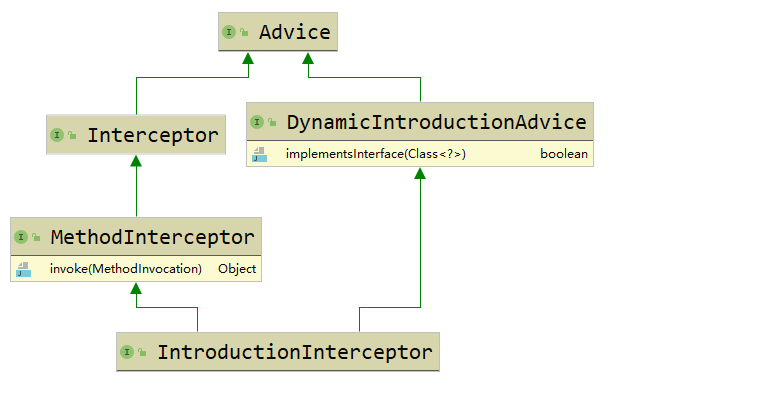 Advice
Interceptor
DynamicIntroductionAdvice
implementsInterface(Class<?>) boolean
MethodInterceptor
invoke(MethodInvocation) Object
IntroductionInterceptor